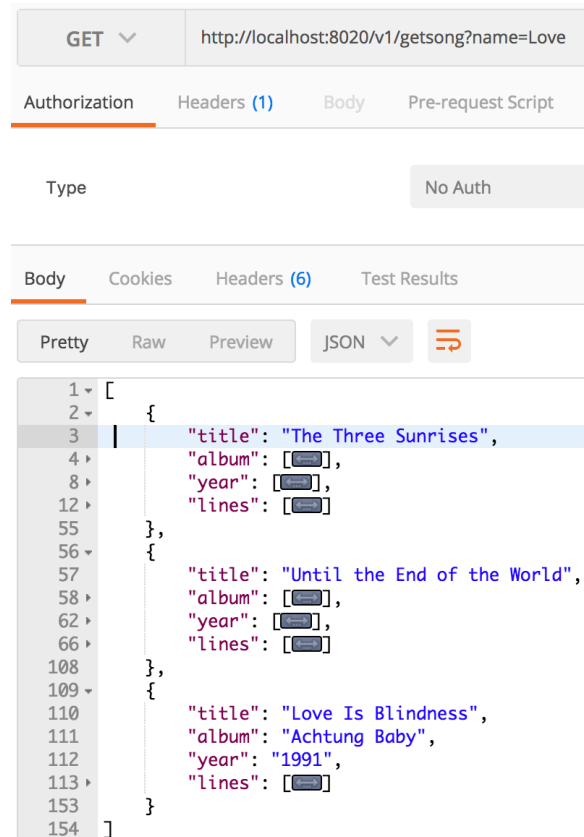 GET http://localhost:8020/v1/getsong?name=Love
Authorization Headers (1) Body Pre-request Script
Type No Auth
Body Cookies Headers (6) Test Results
Pretty Raw Preview JSON
1 [
2 {
3 "title": "The Three Sunrises",
4 "album": [],
8 "year": [],
12 "lines": []
55 },
56 {
57 "title": "Until the End of the World",
58 "album": [],
62 "year": [],
66 "lines": []
108 },
109 {
110 "title": "Love Is Blindness",
111 "album": "Achtung Baby",
112 "year": "1991",
113 "lines": []
153 }
154 ]